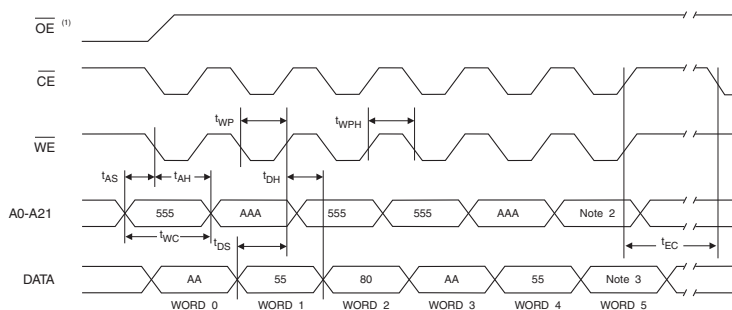 OE (1)
CE
tWP tWPH
WE
tAS tAH tDH
A0-A21 555 AAA 555 555 AAA Note 2
tWC tDS tEC
DATA AA 55 80 AA 55 Note 3
WORD 0 WORD 1 WORD 2 WORD 3 WORD 4 WORD 5